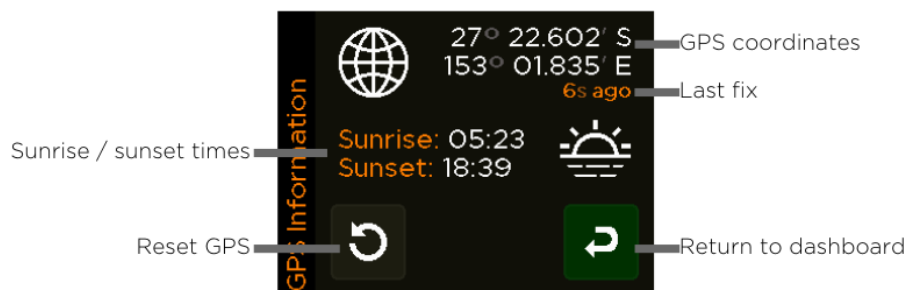 27° 22.602' S
153° 01.835' E
GPS coordinates
6s ago
Last fix
GPS Information
Sunrise / sunset times
Sunrise: 05:23
Sunset: 18:39
Reset GPS
Return to dashboard